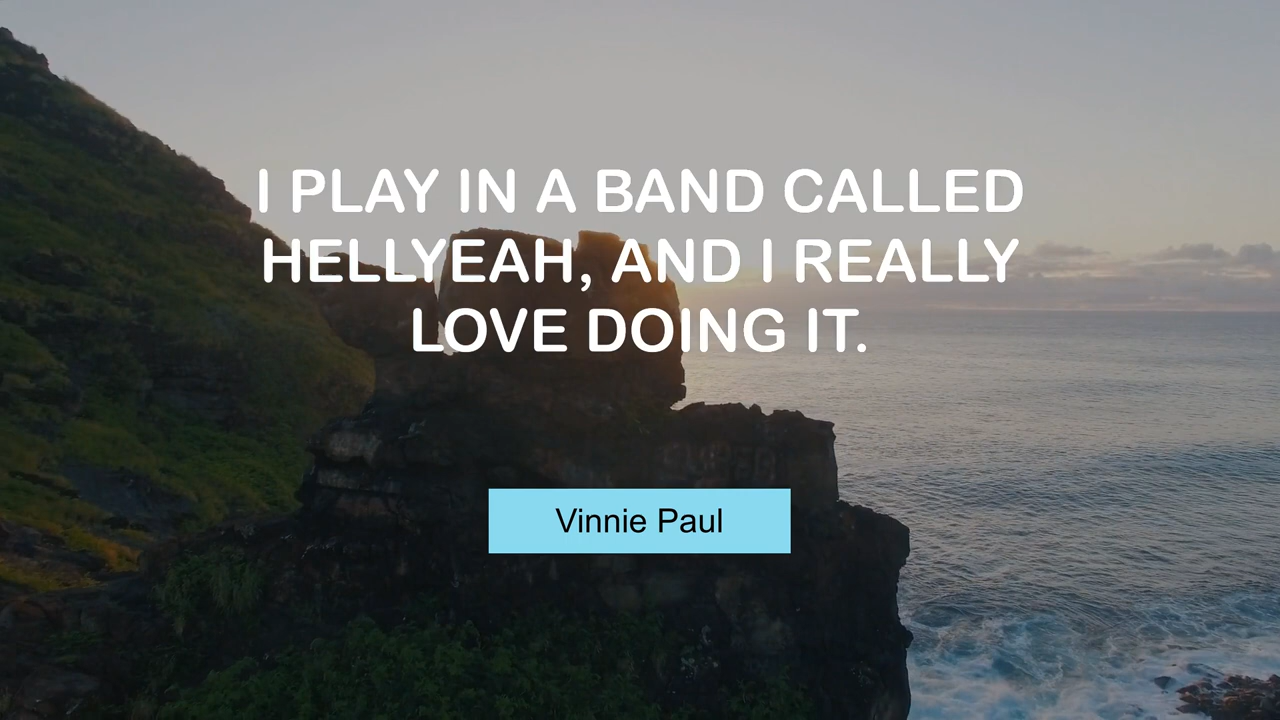 I PLAY IN A BAND CALLED
HELLYEAH, AND I REALLY
LOVE DOING IT.
Vinnie Paul